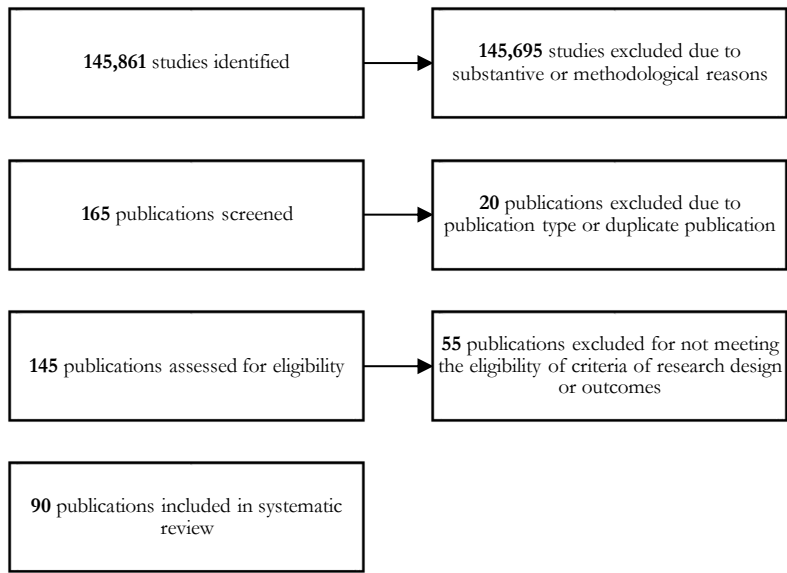 145,861 studies identified
145,695 studies excluded due to
substantive or methodological reasons
165 publications screened
20 publications excluded due to
publication type or duplicate publication
145 publications assessed for eligibility
55 publications excluded for not meeting
the eligibility of criteria of research design
or outcomes
90 publications included in systematic
review